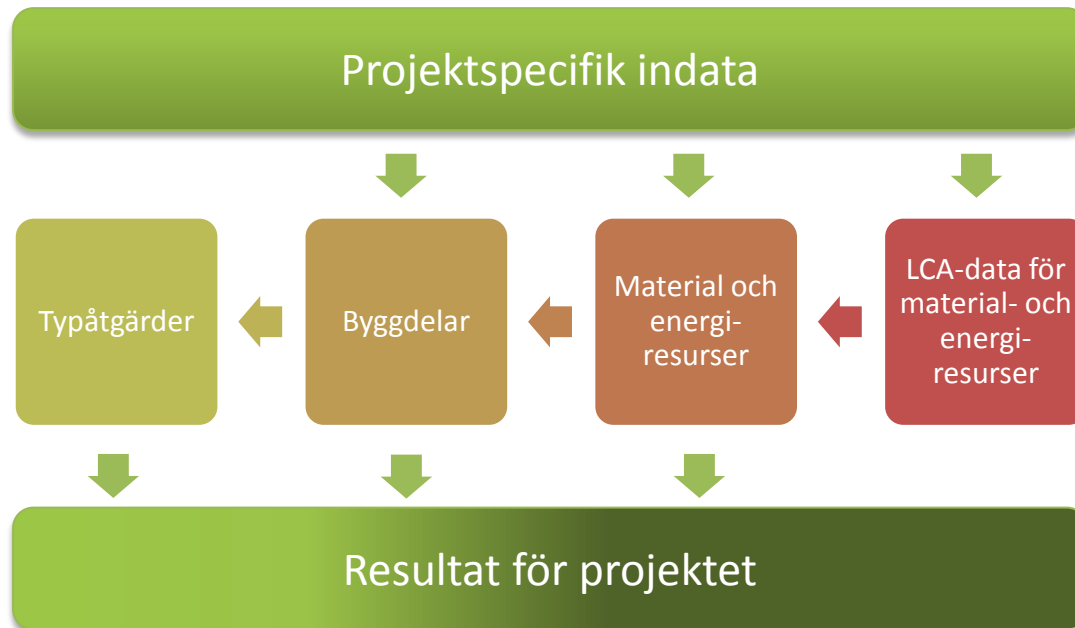 Projektspecifik indata
Typåtgärder
Byggdelar
Material och
energi-
resurser
LCA-data för
material- och
energi-
resurser
Resultat för projektet